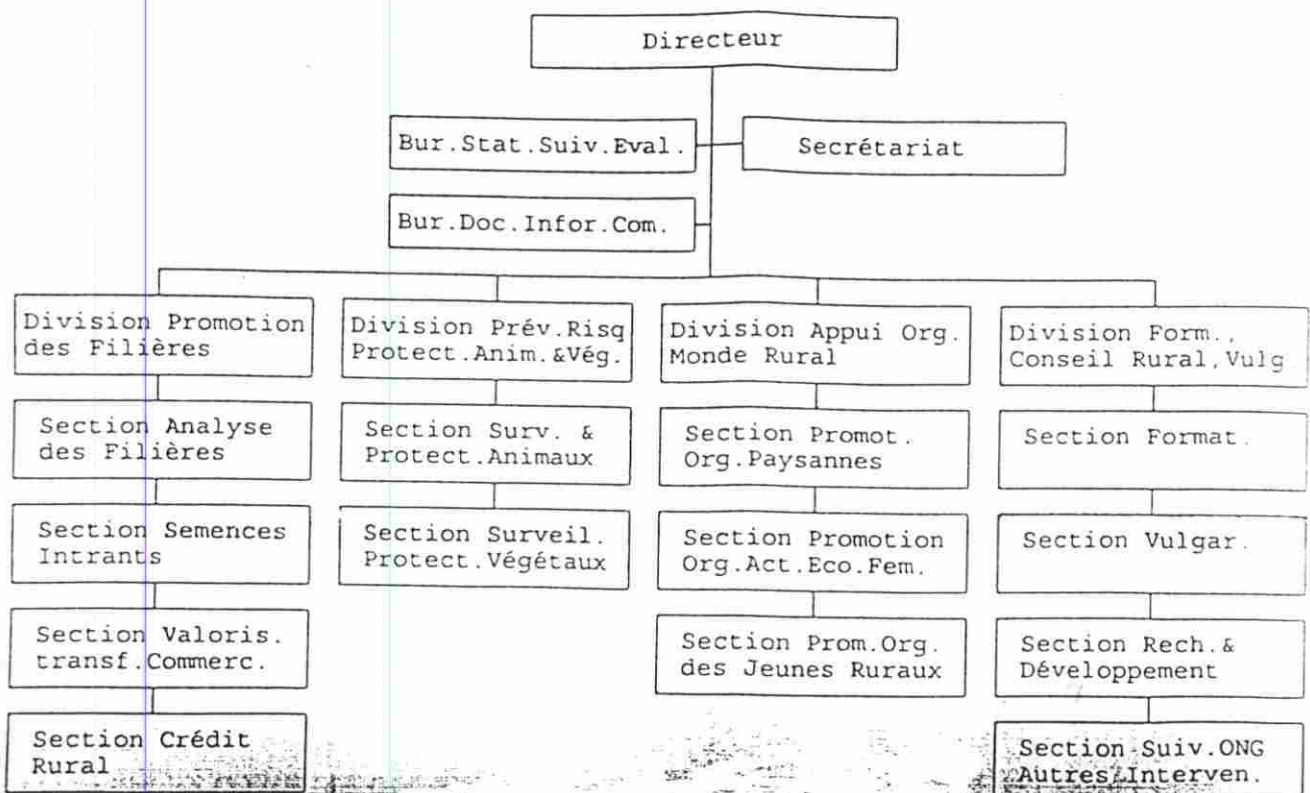 Directeur
Bur.Stat.Suiv.Eval.
Secrétariat
Bur.Doc.Infor.Com.
Division Promotion
des Filières
Division Prév.Risq
Protect.Anim.&Vég.
Division Appui Org.
Monde Rural
Division Form.,
Conseil Rural,Vulg
Section Analyse
des Filières
Section Surv. &
Protect.Animaux
Section Promot.
Org.Paysannes
Section Format.
Section Semences
Intrants
Section Surveil.
Protect.Végétaux
Section Promotion
Org.Act.Eco.Fem.
Section Vulgar.
Section Valoris.
transf.Commerc.
Section Prom.Org.
des Jeunes Ruraux
Section Rech.&
Développement
Section Crédit
Rural
Section Suiv.ONG
Autres Interven.